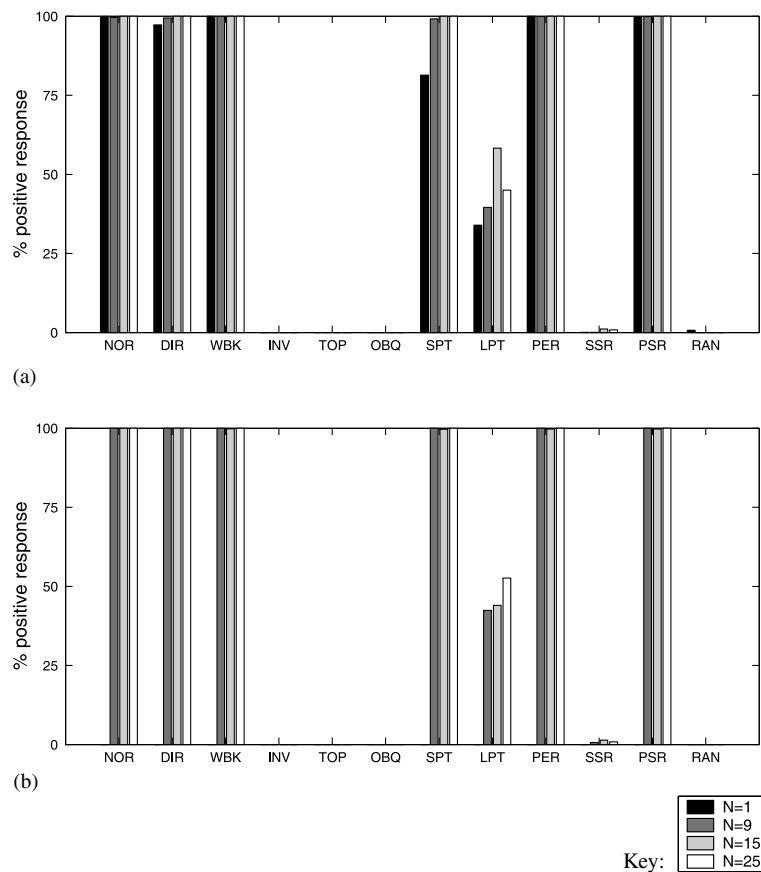 100
75
50
25
0
% positive response
NOR DIR WBK INV TOP OBQ SPT LPT PER SSR PSR RAN
(a)
100
75
50
25
0
% positive response
NOR DIR WBK INV TOP OBQ SPT LPT PER SSR PSR RAN
(b)
Key:
N=1
N=9
N=15
N=25